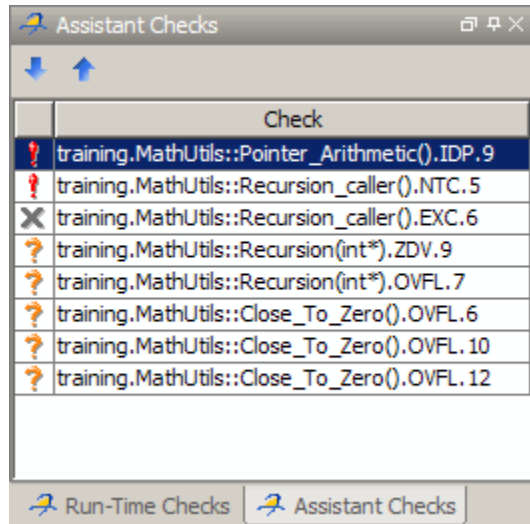 Assistant Checks
Check
training.MathUtils::Pointer_Arithmetic().IDP.9
training.MathUtils::Recursion_caller().NTC.5
training.MathUtils::Recursion_caller().EXC.6
training.MathUtils::Recursion(int*).ZDV.9
training.MathUtils::Recursion(int*).OVFL.7
training.MathUtils::Close_To_Zero().OVFL.6
training.MathUtils::Close_To_Zero().OVFL.10
training.MathUtils::Close_To_Zero().OVFL.12
Run-Time Checks Assistant Checks